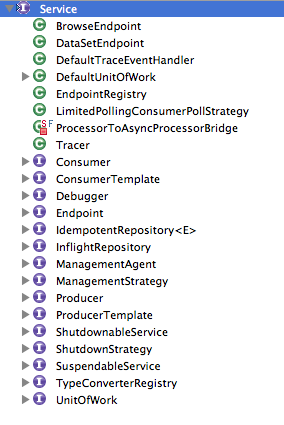 Service
BrowseEndpoint
DataSetEndpoint
DefaultTraceEventHandler
DefaultUnitOfWork
EndpointRegistry
LimitedPollingConsumerPollStrategy
ProcessorToAsyncProcessorBridge
Tracer
Consumer
ConsumerTemplate
Debugger
Endpoint
IdempotentRepository<E>
InflightRepository
ManagementAgent
ManagementStrategy
Producer
ProducerTemplate
ShutdownableService
ShutdownStrategy
SuspendableService
TypeConverterRegistry
UnitOfWork